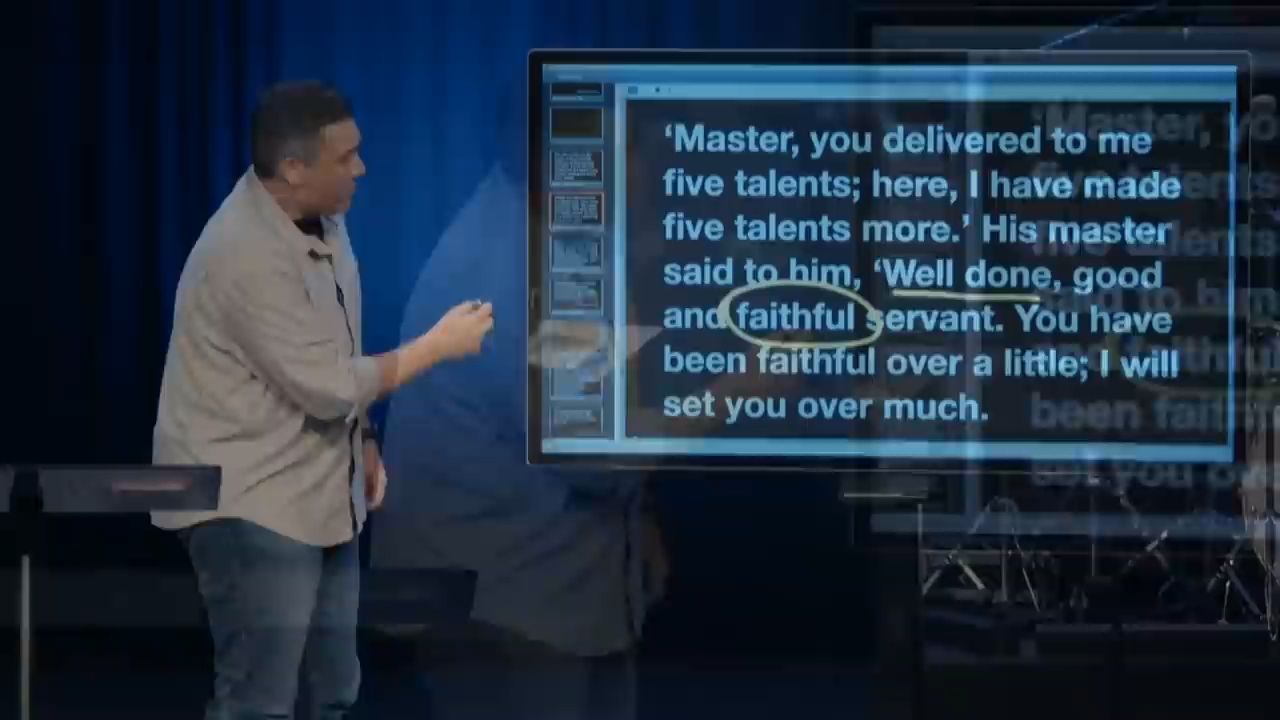 ‘Master, you delivered to me
five talents; here, I have made
five talents more.’ His master
said to him, ‘Well done, good
and faithful servant. You have
been faithful over a little; I will
set you over much.